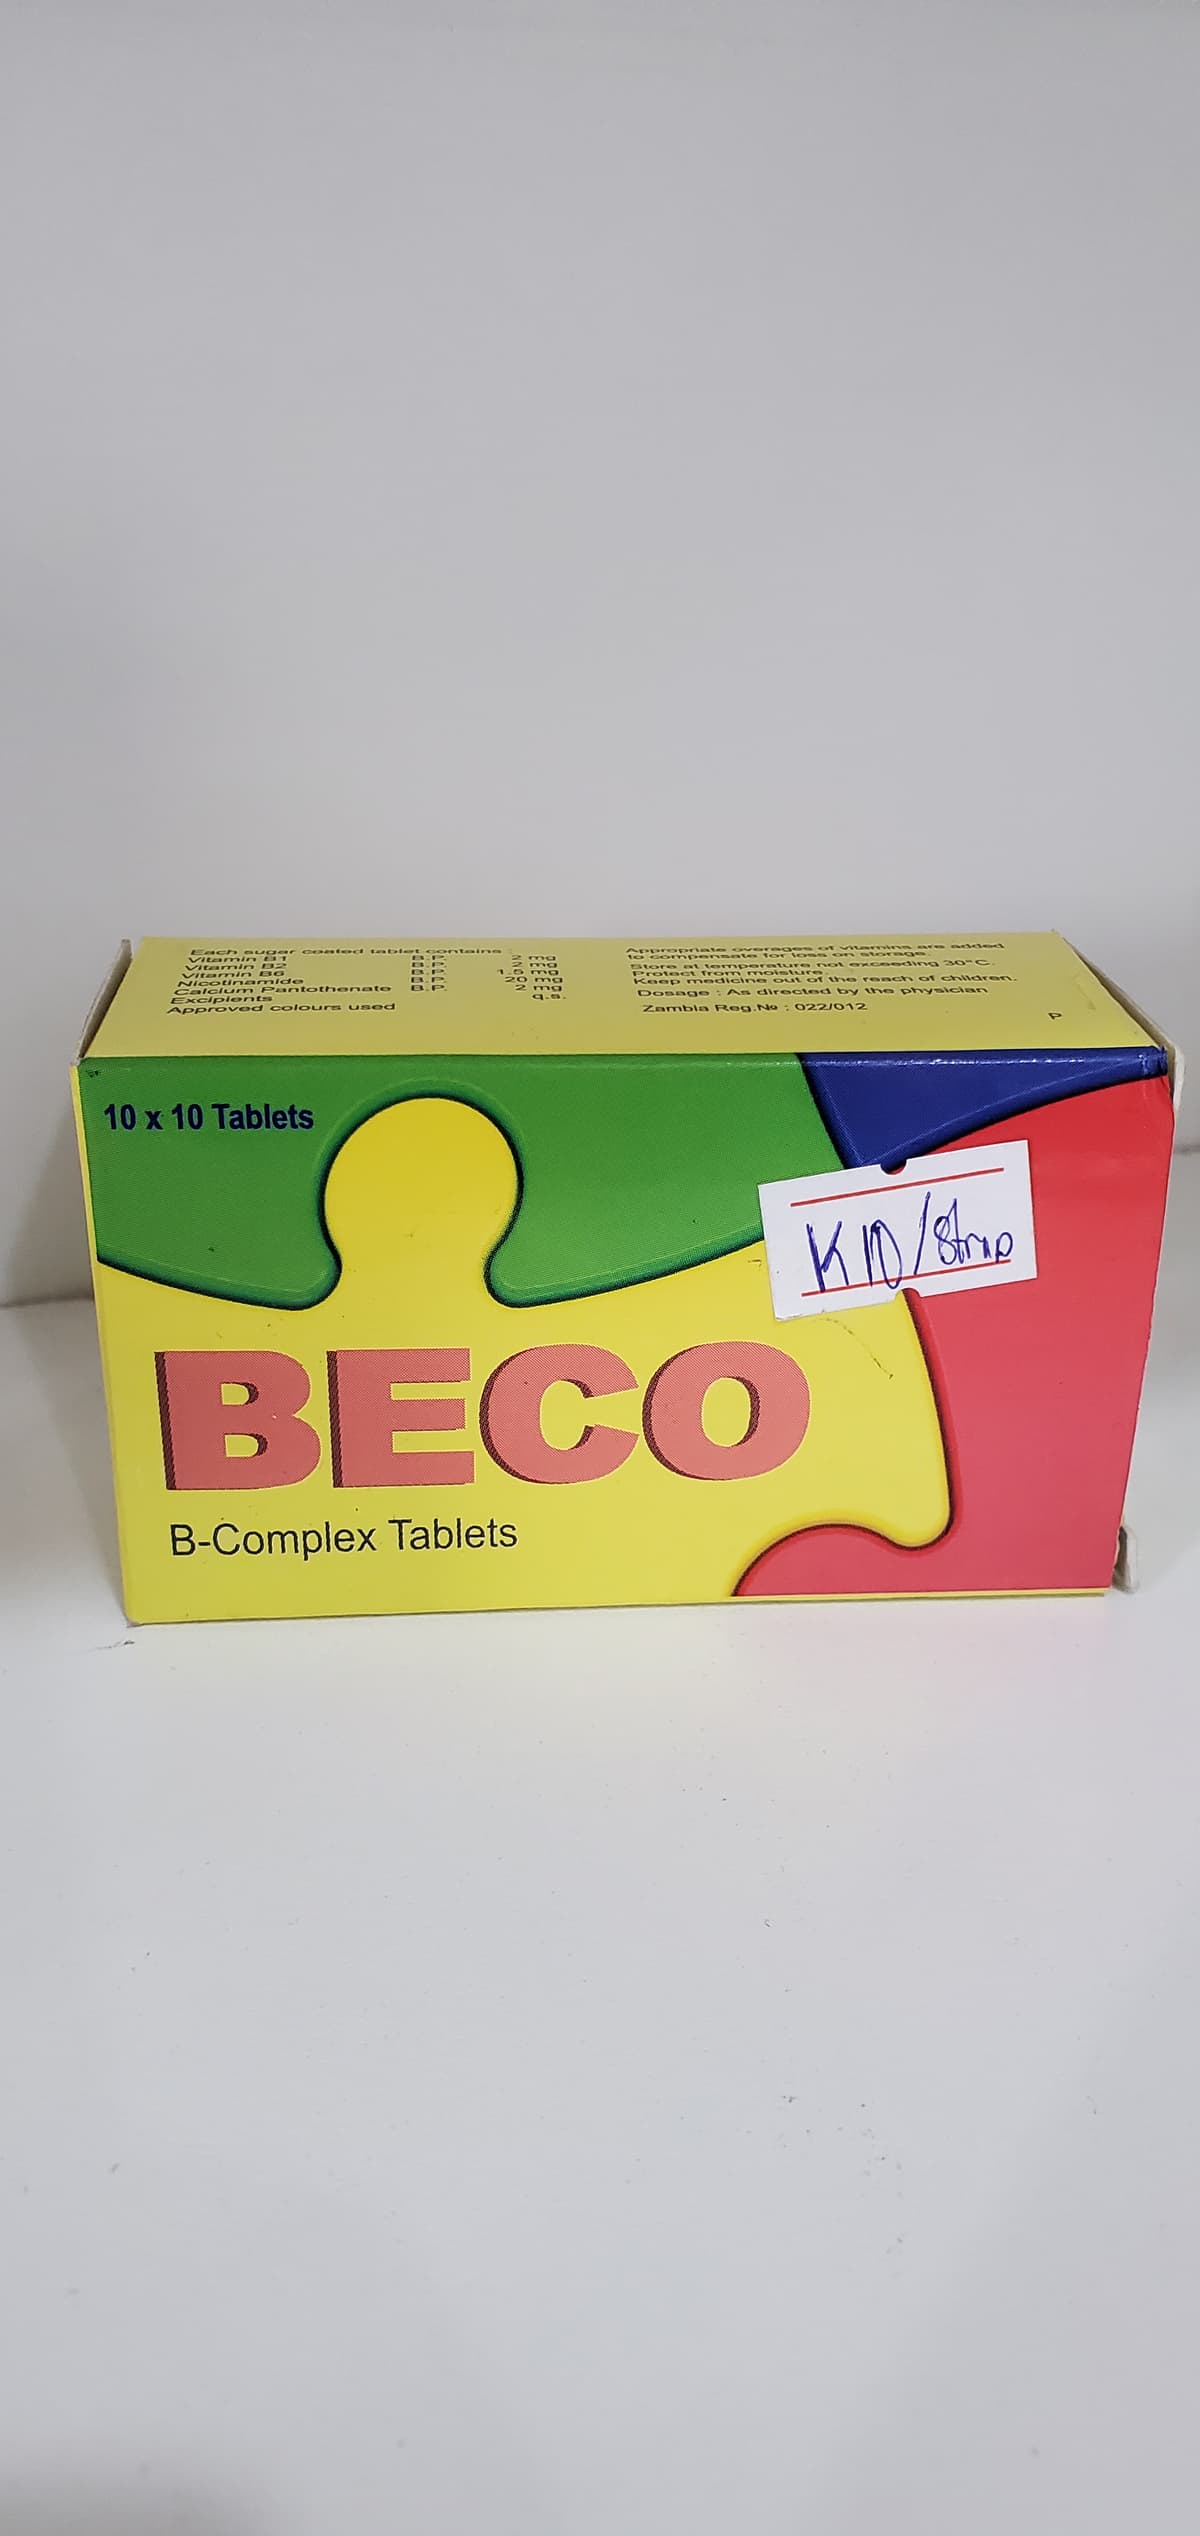 Each sugar coated tablet contains :
Vitamin B1 B.P. 2 mg
Vitamin B2 B.P. 2 mg
Vitamin B6 B.P. 1.5 mg
Nicotinamide B.P. 20 mg
Calcium Pantothenate B.P. 2 mg
Excipients q.s.
Approved colours used
Appropriate overages of vitamins are added
to compensate for loss on storage.
Store at temperature not exceeding 30°C.
Protect from moisture.
Keep medicine out of the reach of children.
Dosage : As directed by the physician
Zambia Reg.No : 022/012
P
10 x 10 Tablets
K10/Strip
BECO
B-Complex Tablets